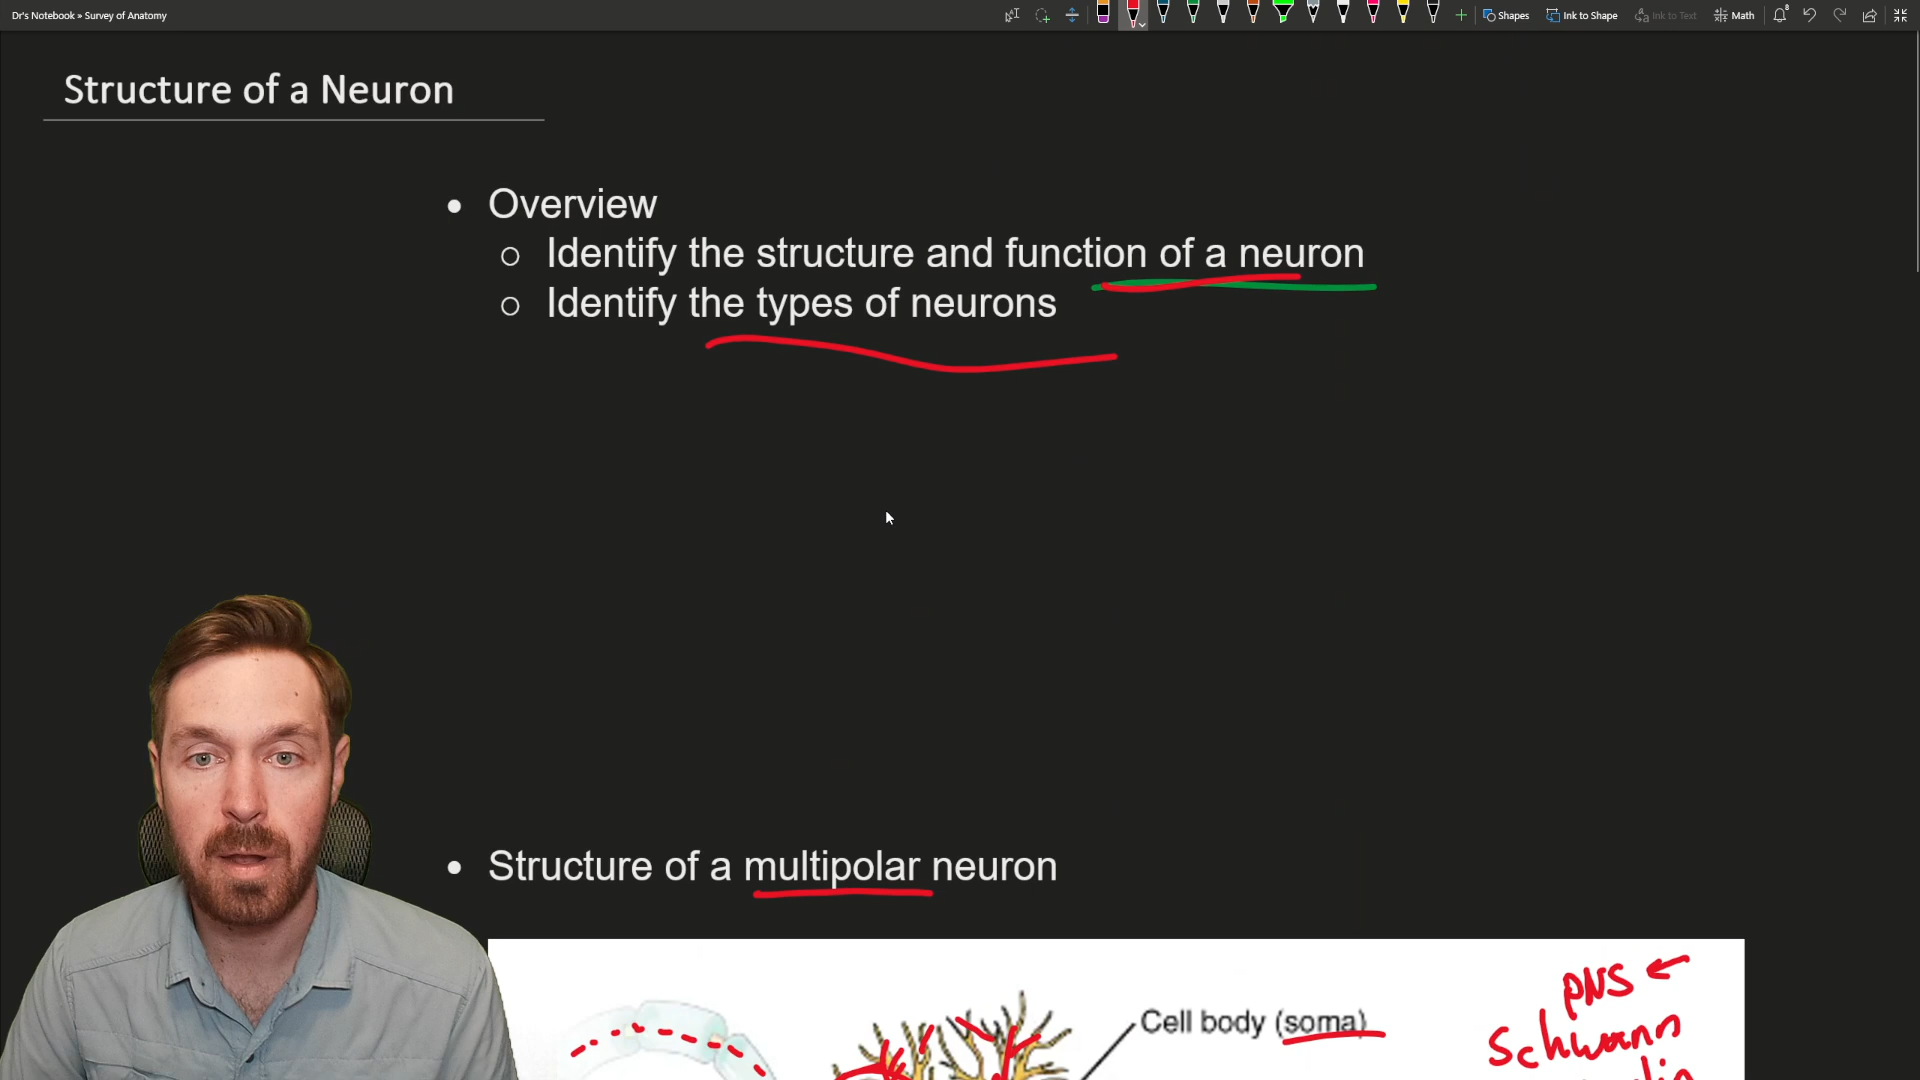 Dr's Notebook » Survey of Anatomy
Shapes
Ink to Shape
Ink to Text
Math
8
Structure of a Neuron
• Overview
○ Identify the structure and function of a neuron
○ Identify the types of neurons
• Structure of a multipolar neuron
PNS ←
Cell body (soma)
Schwann